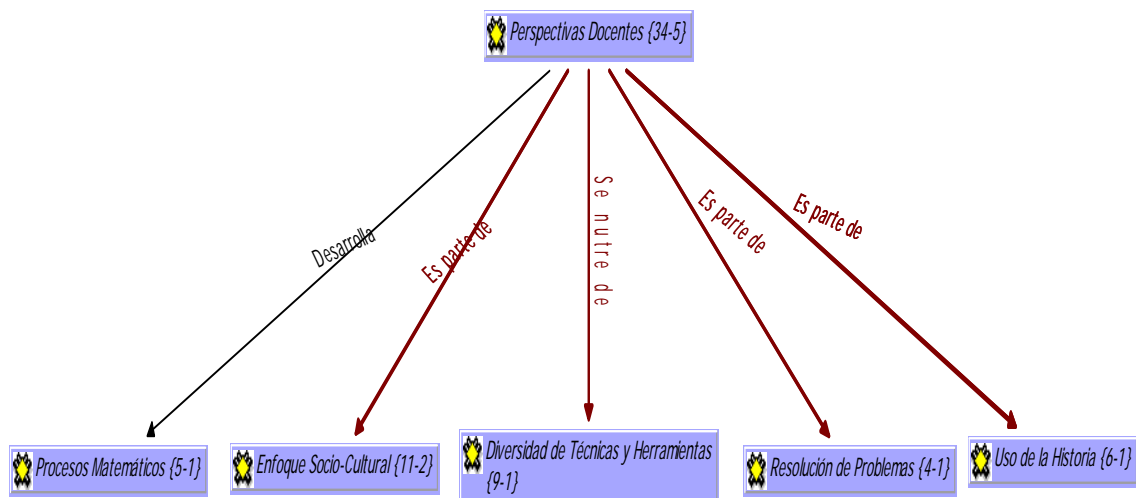 Perspectivas Docentes {34-5}
Desarrolla
Es parte de
Se nutre de
Es parte de
Es parte de
Procesos Matemáticos {5-1}
Enfoque Socio-Cultural {11-2}
Diversidad de Técnicas y Herramientas
{9-1}
Resolución de Problemas {4-1}
Uso de la Historia {6-1}